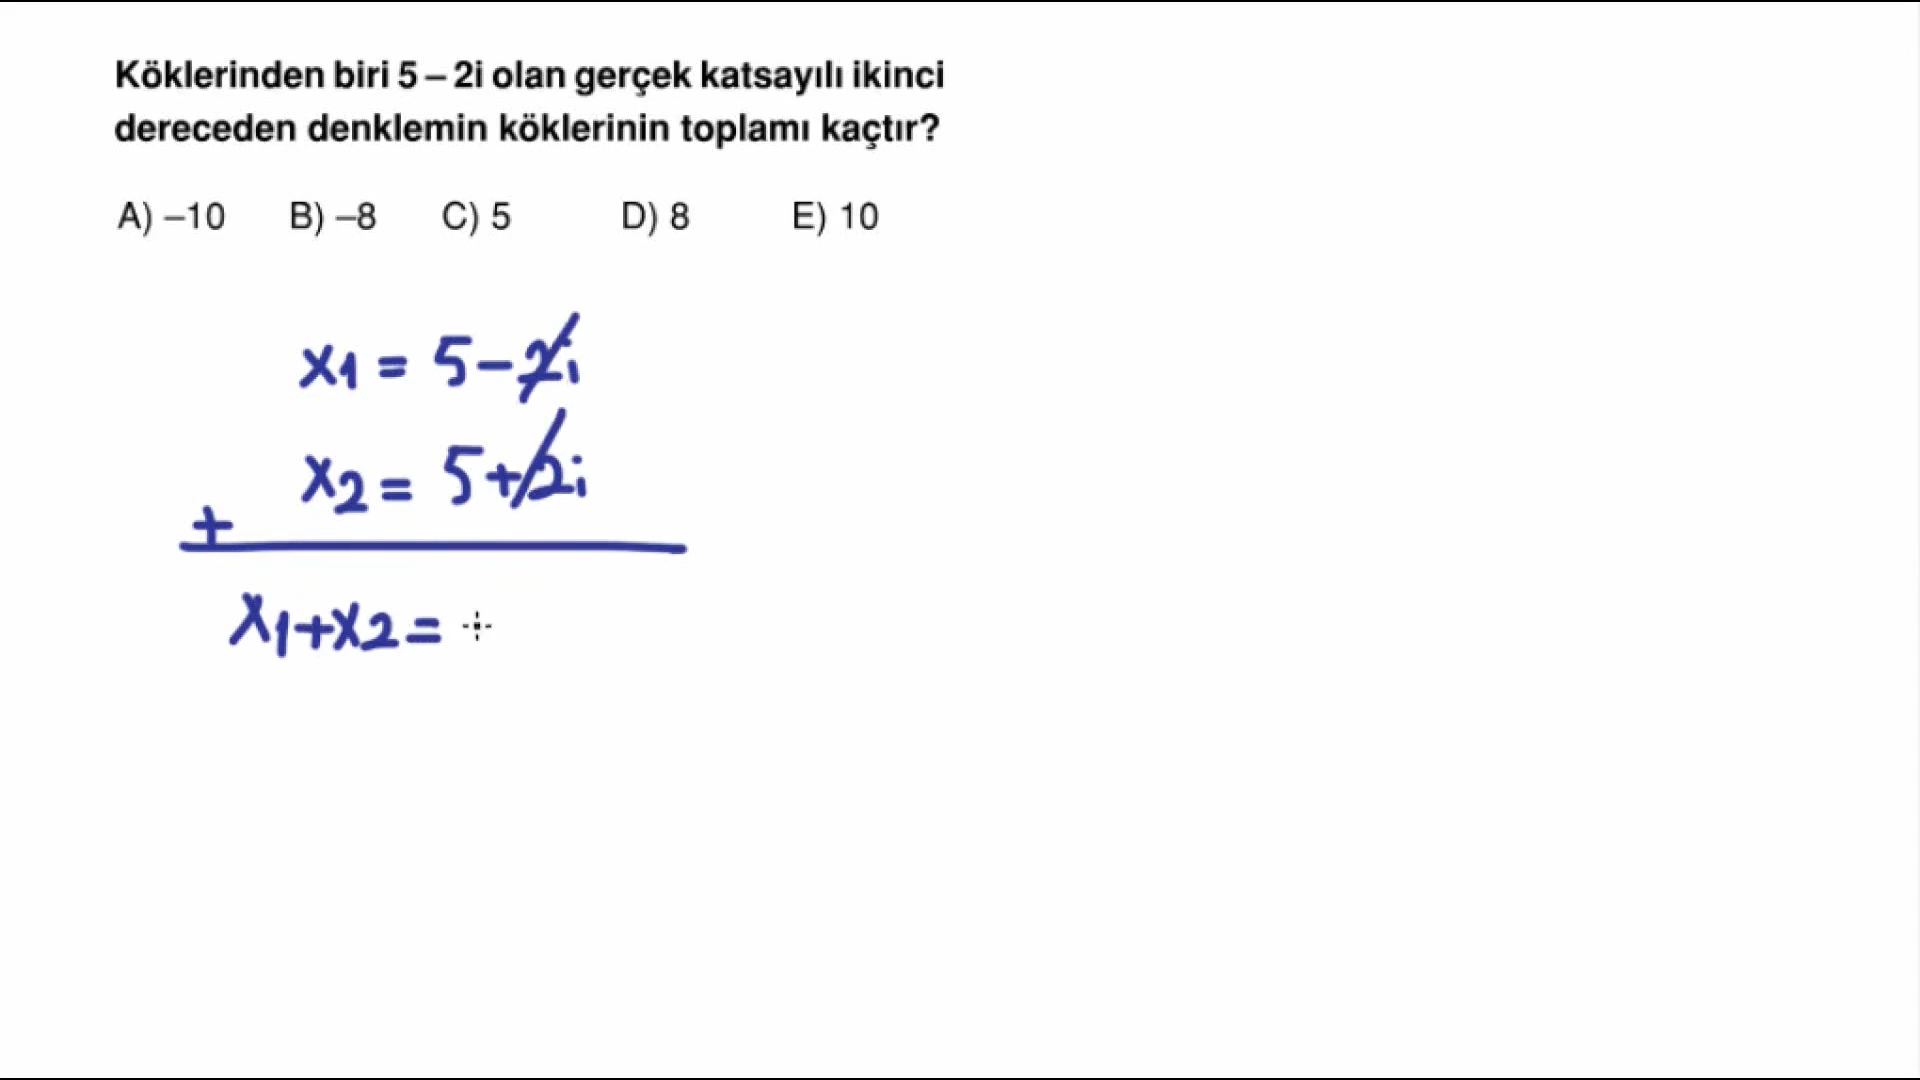 Köklerinden biri 5 – 2i olan gerçek katsayılı ikinci
dereceden denklemin köklerinin toplamı kaçtır?
A) –10 B) –8 C) 5 D) 8 E) 10
x1 = 5 - 2i
x2 = 5 + 2i
+
x1 + x2 =